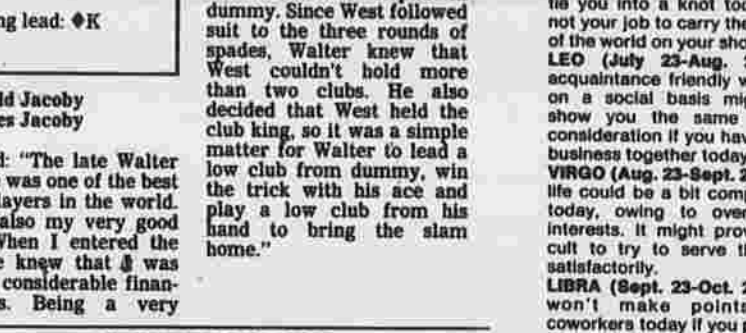 ng lead: ♦K
ld Jacoby
es Jacoby
d: "The late Walter
was one of the best
layers in the world.
also my very good
When I entered the
e knew that I was
considerable finan-
s. Being a very
dummy. Since West followed
suit to the three rounds of
spades, Walter knew that
West couldn't hold more
than two clubs. He also
decided that West held the
club king, so it was a simple
matter for Walter to lead a
low club from dummy, win
the trick with his ace and
play a low club from his
hand to bring the slam
home."
tie you into a knot too
not your job to carry the
of the world on your sho
LEO (July 23-Aug. 2
acquaintance friendly w
on a social basis mi
show you the same
consideration if you hav
business together today
VIRGO (Aug. 23-Sept. 2
life could be a bit com
today, owing to ove
interests. It might prov
cult to try to serve t
satisfactorily.
LIBRA (Sept. 23-Oct. 2
won't make point
coworkers today if you